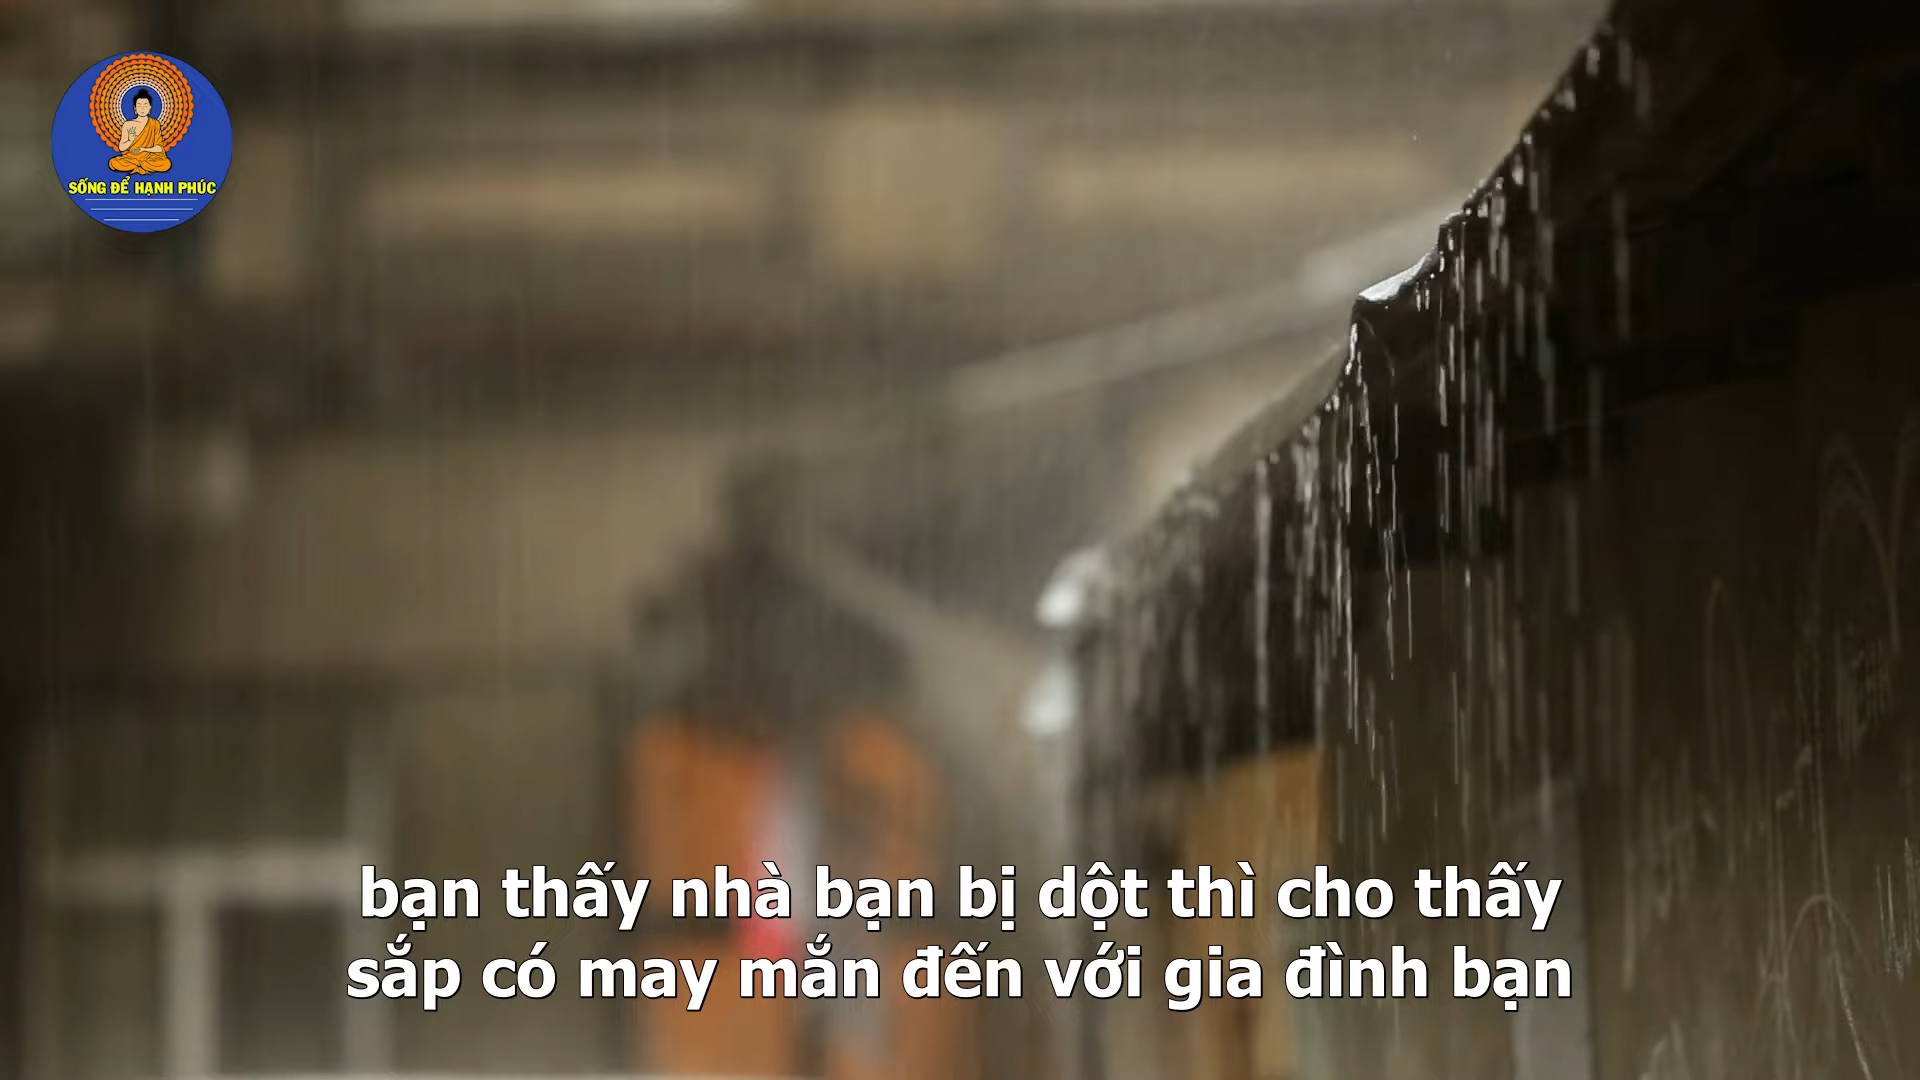 SỐNG ĐỂ HẠNH PHÚC
bạn thấy nhà bạn bị dột thì cho thấy
sắp có may mắn đến với gia đình bạn